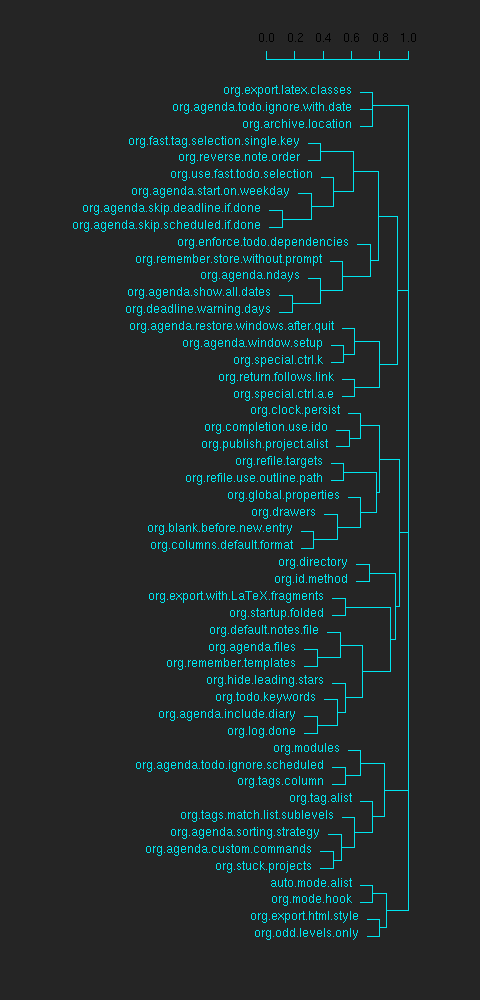 0.0 0.2 0.4 0.6 0.8 1.0
org.export.latex.classes
org.agenda.todo.ignore.with.date
org.archive.location
org.fast.tag.selection.single.key
org.reverse.note.order
org.use.fast.todo.selection
org.agenda.start.on.weekday
org.agenda.skip.deadline.if.done
org.agenda.skip.scheduled.if.done
org.enforce.todo.dependencies
org.remember.store.without.prompt
org.agenda.ndays
org.agenda.show.all.dates
org.deadline.warning.days
org.agenda.restore.windows.after.quit
org.agenda.window.setup
org.special.ctrl.k
org.return.follows.link
org.special.ctrl.a.e
org.clock.persist
org.completion.use.ido
org.publish.project.alist
org.refile.targets
org.refile.use.outline.path
org.global.properties
org.drawers
org.blank.before.new.entry
org.columns.default.format
org.directory
org.id.method
org.export.with.LaTeX.fragments
org.startup.folded
org.default.notes.file
org.agenda.files
org.remember.templates
org.hide.leading.stars
org.todo.keywords
org.agenda.include.diary
org.log.done
org.modules
org.agenda.todo.ignore.scheduled
org.tags.column
org.tag.alist
org.tags.match.list.sublevels
org.agenda.sorting.strategy
org.agenda.custom.commands
org.stuck.projects
auto.mode.alist
org.mode.hook
org.export.html.style
org.odd.levels.only